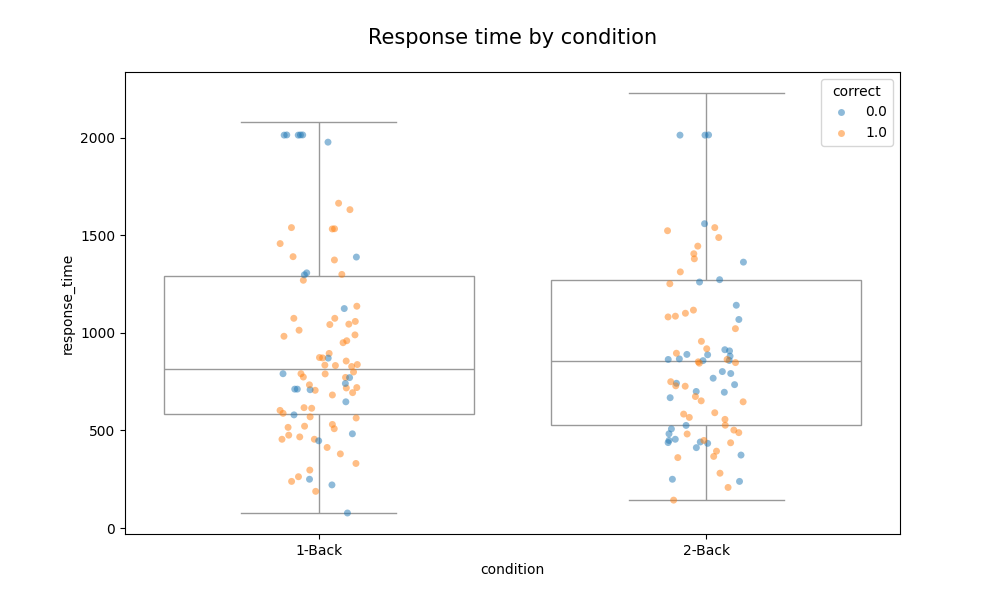 Response time by condition
correct
0.0
1.0
2000
1500
1000
500
0
response_time
1-Back
2-Back
condition